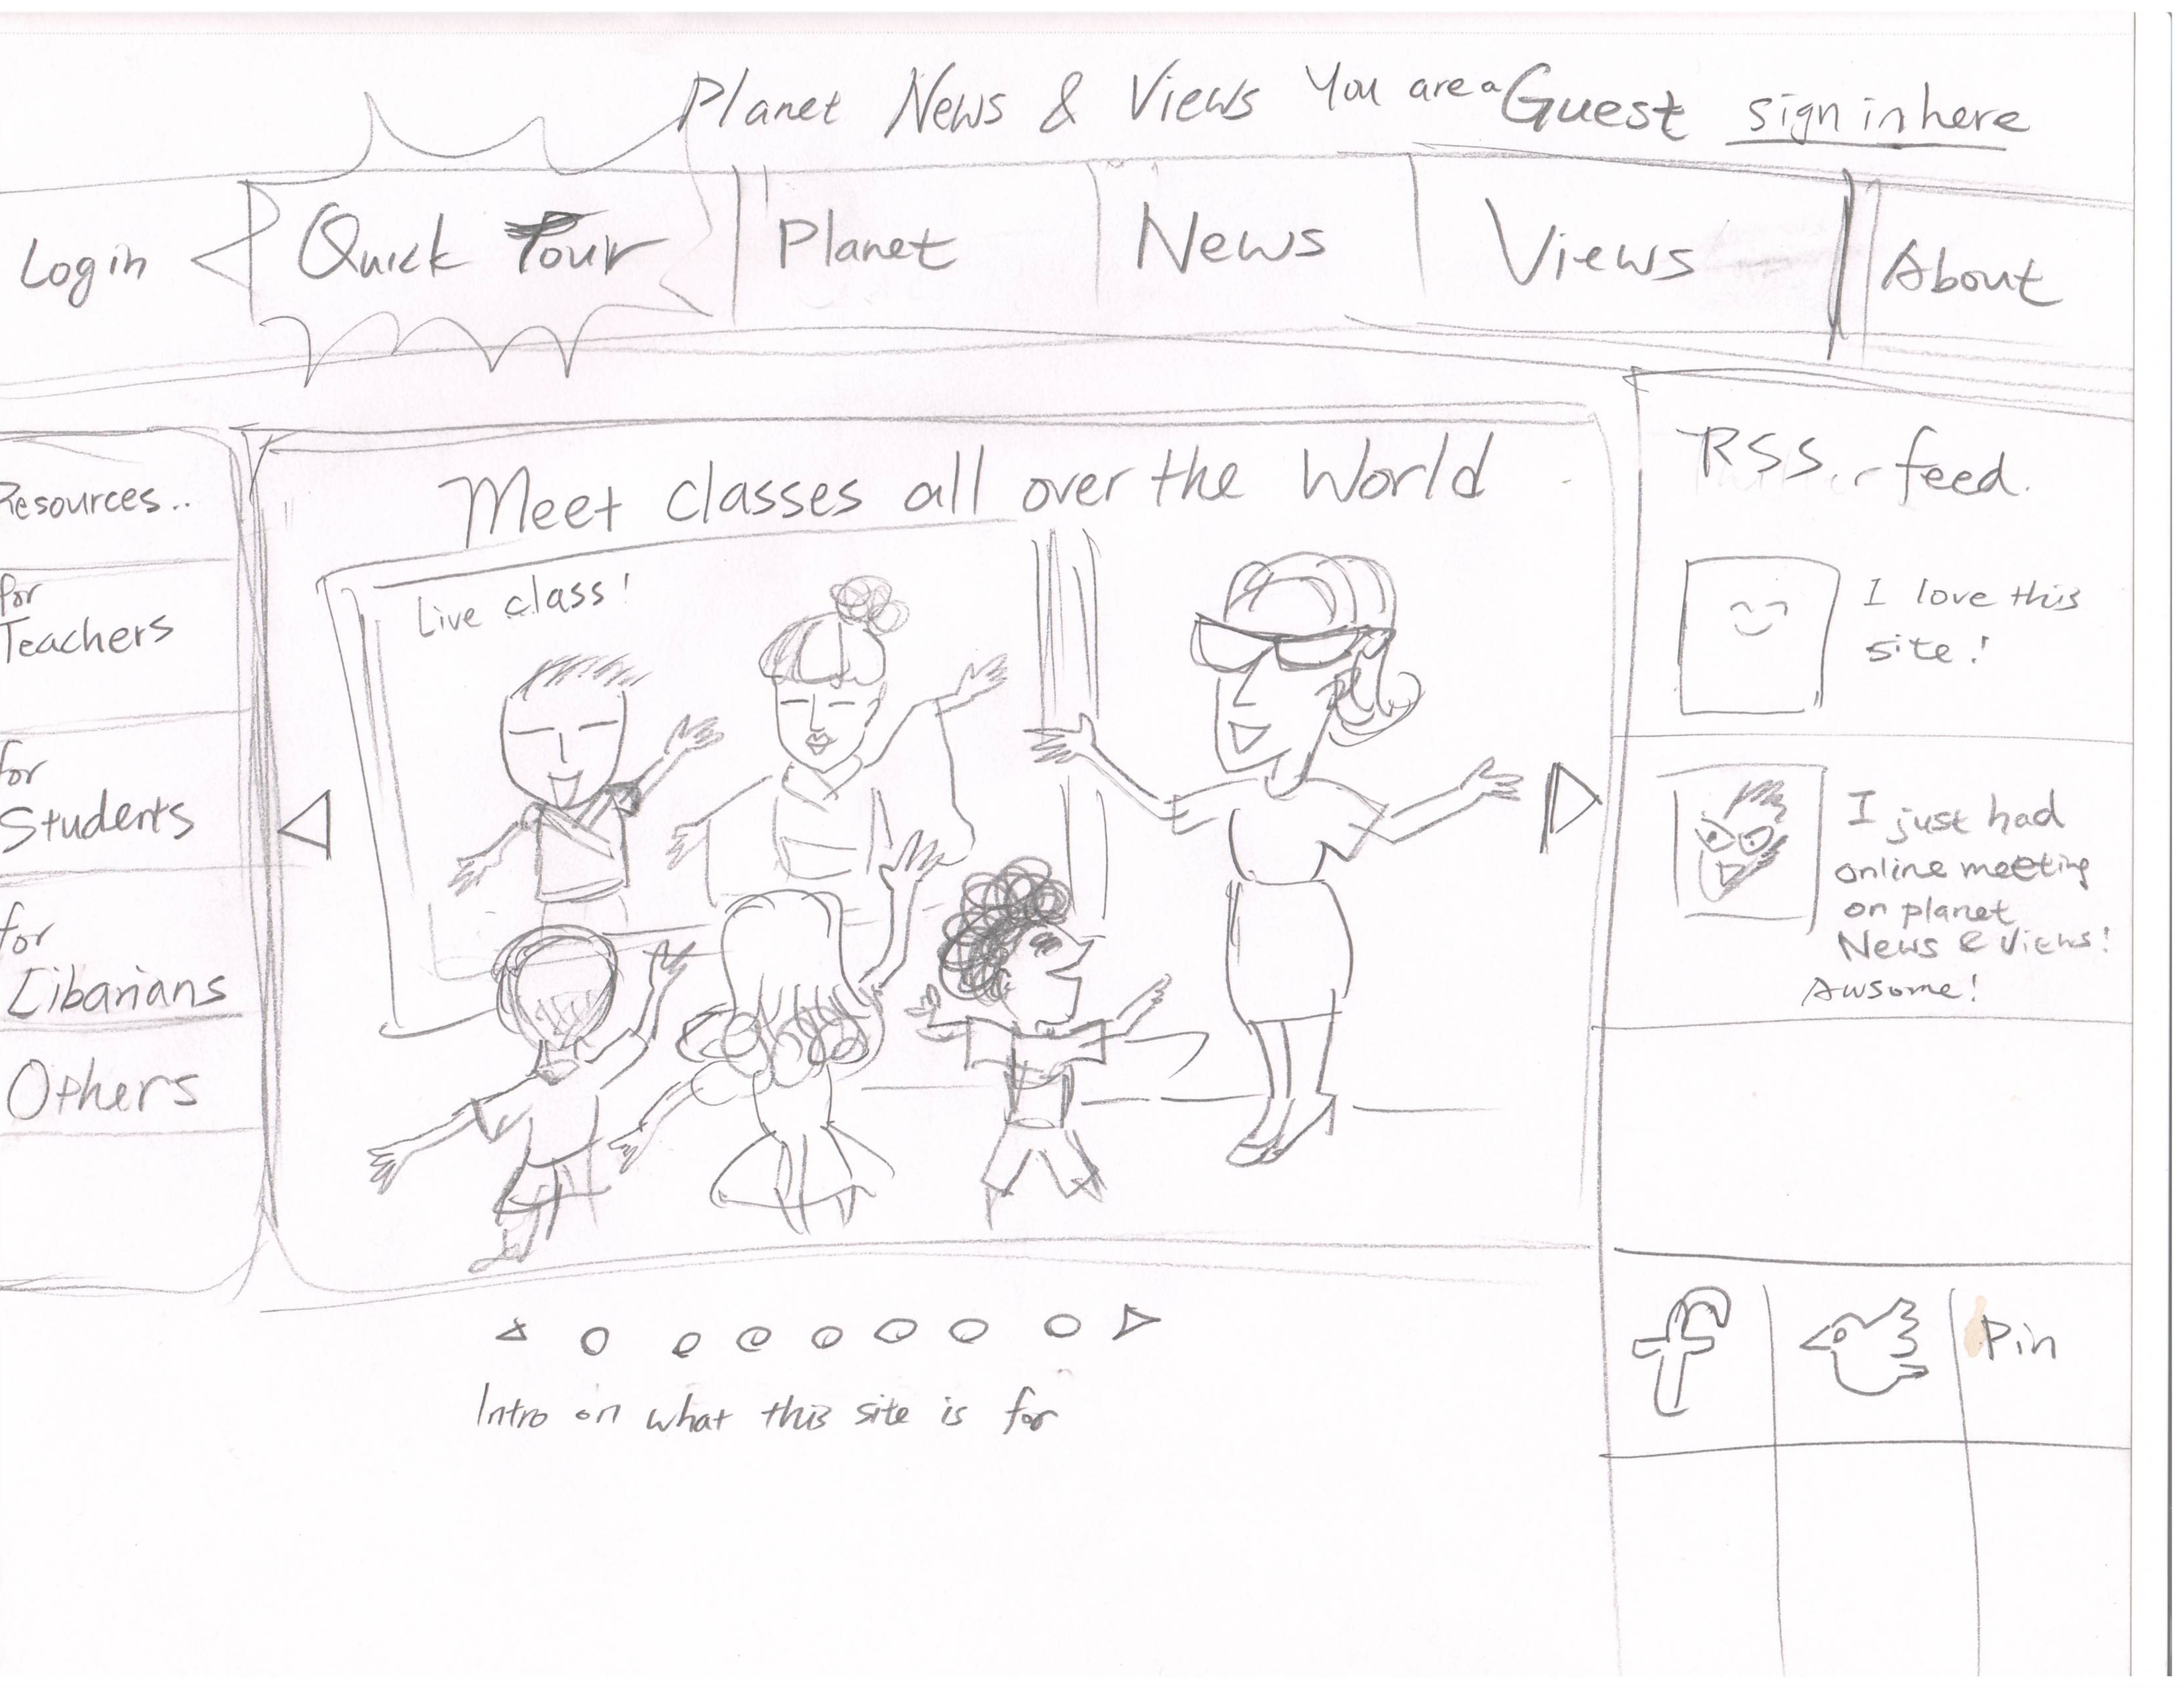 Planet News & Views You are a Guest sign in here
Login
Quick Tour
Planet
News
Views
About
Resources..
for
Teachers
for
Students
for
Libarians
Others
Meet classes all over the World
Live class!
RSS feed.
I love this
site!
I just had
online meeting
on planet
News & Views!
Awsome!
Pin
Intro on what this site is for